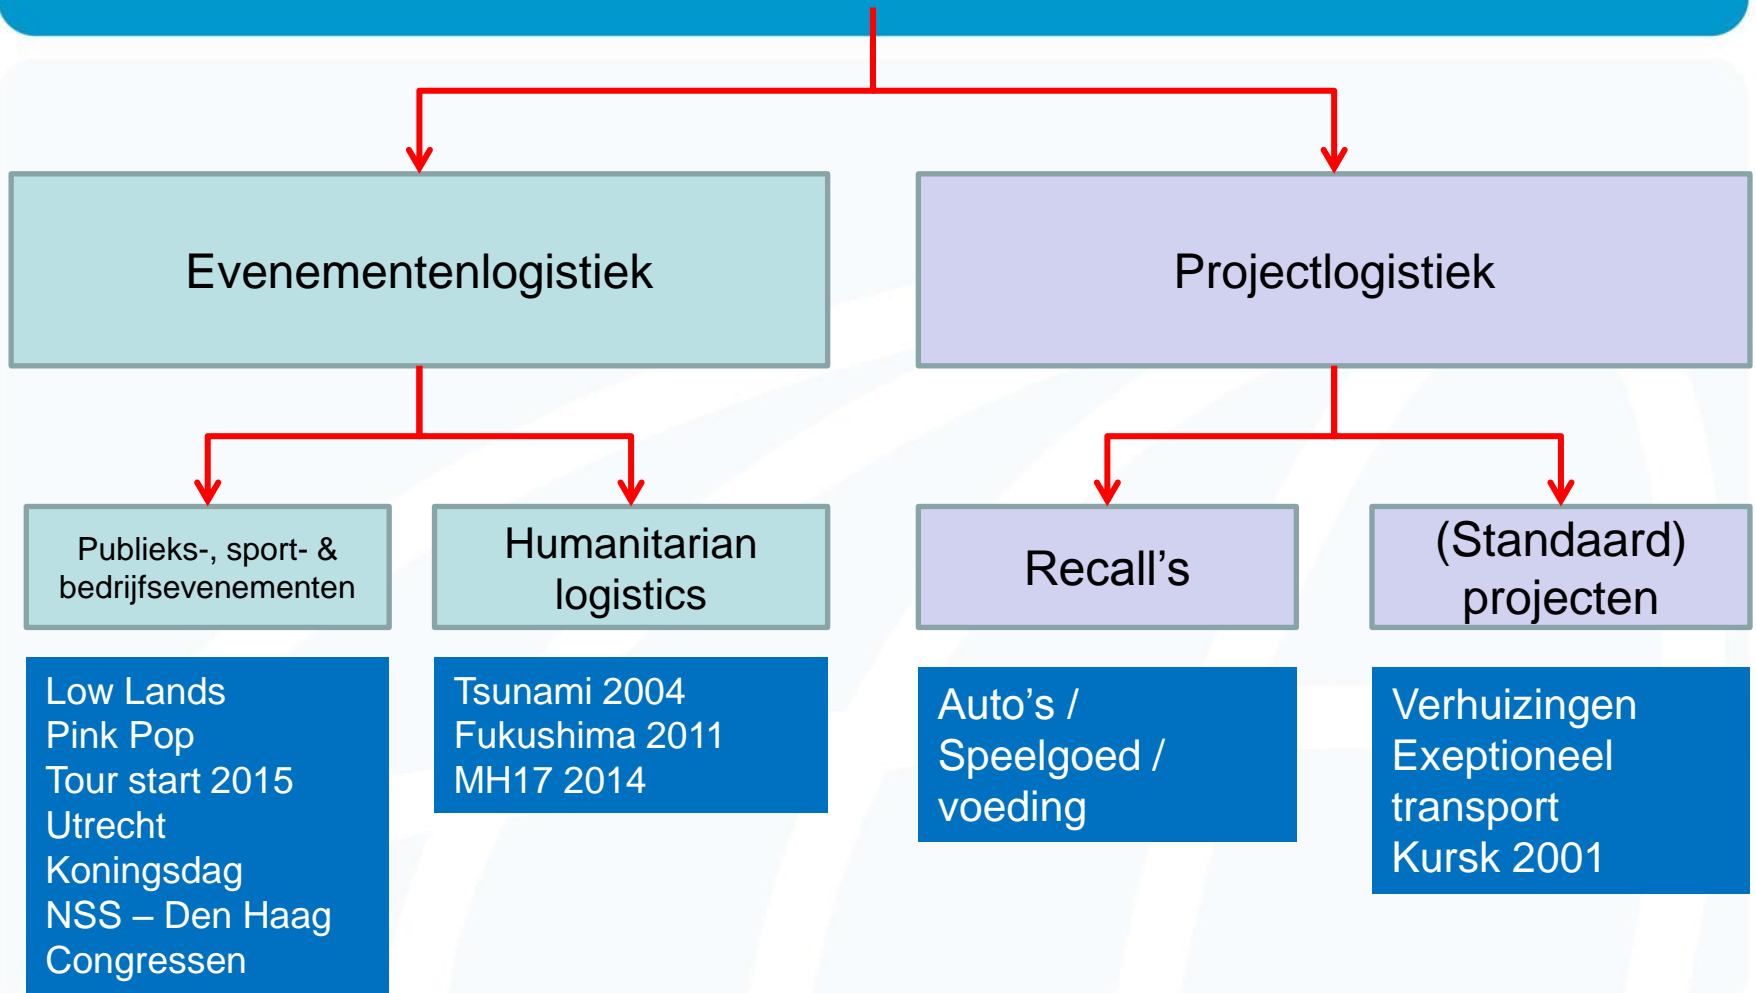 Evenementenlogistiek
Projectlogistiek
Publieks-, sport- &
bedrijfsevenementen
Humanitarian
logistics
Recall’s
(Standaard)
projecten
Low Lands
Pink Pop
Tour start 2015
Utrecht
Koningsdag
NSS – Den Haag
Congressen
Tsunami 2004
Fukushima 2011
MH17 2014
Auto’s /
Speelgoed /
voeding
Verhuizingen
Exeptioneel
transport
Kursk 2001